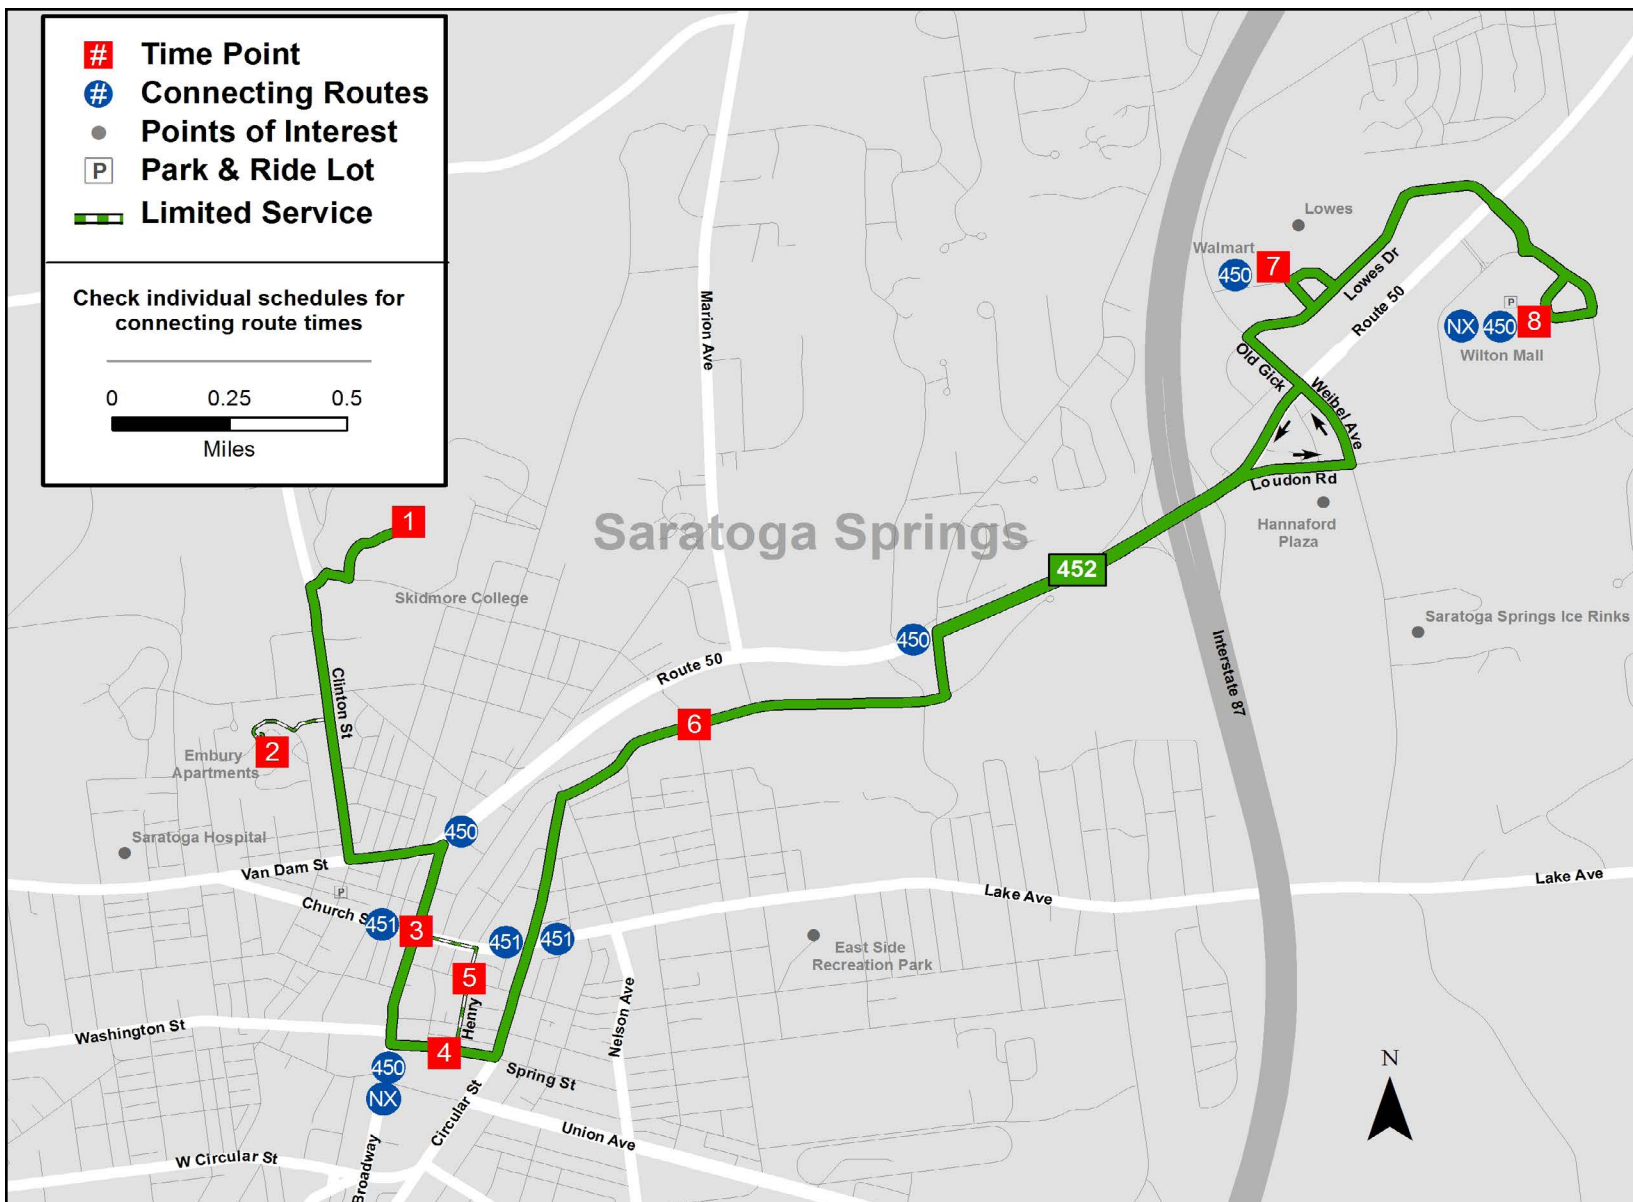 # Time Point
# Connecting Routes
Points of Interest
P Park & Ride Lot
Limited Service
Check individual schedules for
connecting route times
0 0.25 0.5
Miles
Lowes
Walmart
450 7
Lowes Dr
Route 50
P
NX 450 8
Wilton Mall
Old Gick
Weibel Ave
Loudon Rd
Hannaford
Plaza
Marion Ave
Saratoga Springs
452
1
Skidmore College
Saratoga Springs Ice Rinks
450
Route 50
Interstate 87
Clinton St
6
2
Embury
Apartments
450
Saratoga Hospital
Van Dam St
P
Church S
451 3
451 451
Lake Ave
Lake Ave
East Side
Recreation Park
5
Henry
Nelson Ave
Washington St
4
450
NX
Spring St
Circular St
Union Ave
W Circular St
Broadway
N